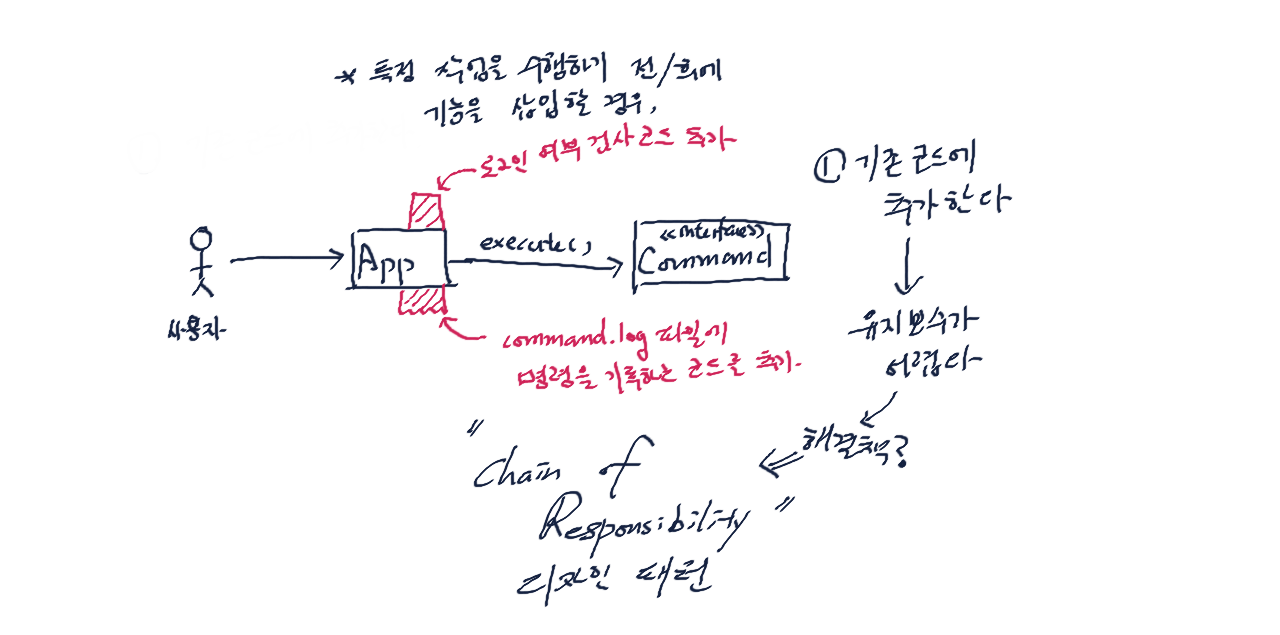 * 특정 작업을 수행하기 전/후에
기능을 삽입할 경우,
로그인 여부 검사 코드 추가
① 기존 코드에
추가한다
사용자
App
execute()
<<interface>>
Command
유지보수가
어렵다
command.log 파일에
명령을 기록하는 코드를 추가.
해결책?
"Chain of
Responsibility"
디자인 패턴